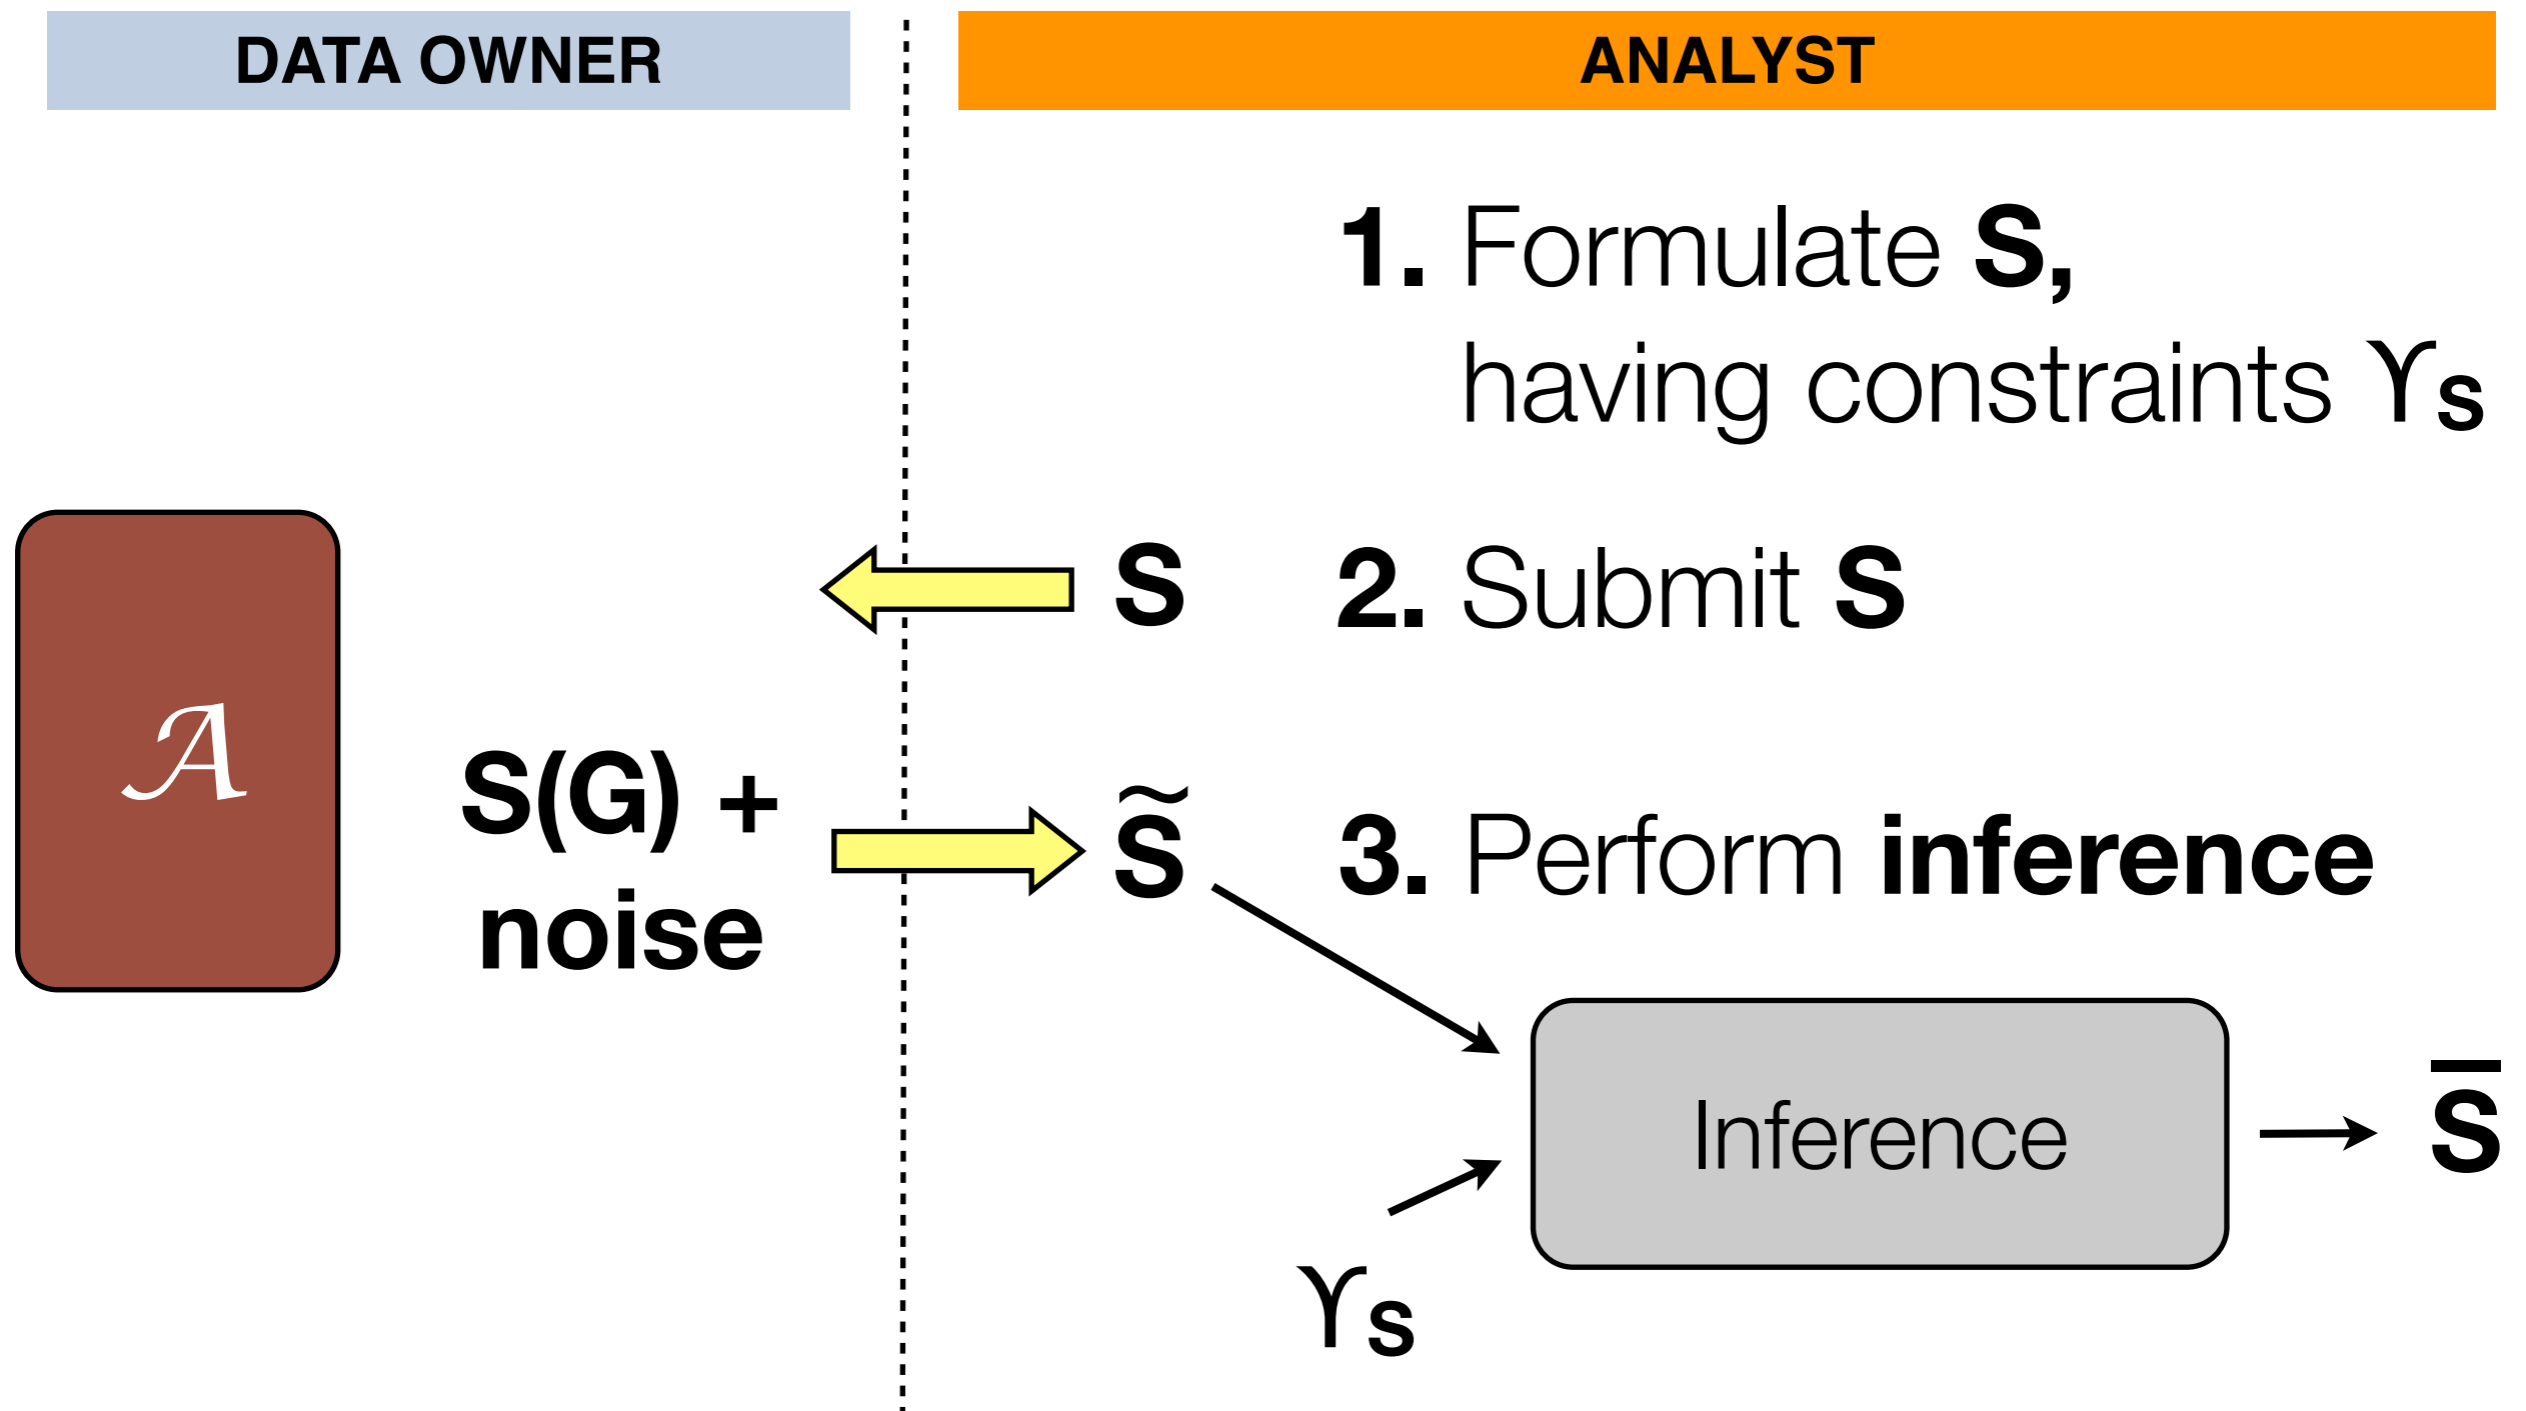 DATA OWNER
ANALYST
1. Formulate S,
having constraints ϒS
S
2. Submit S
𝒜
S(G) +
noise
S̃
3. Perform inference
Inference
S̅
ϒS